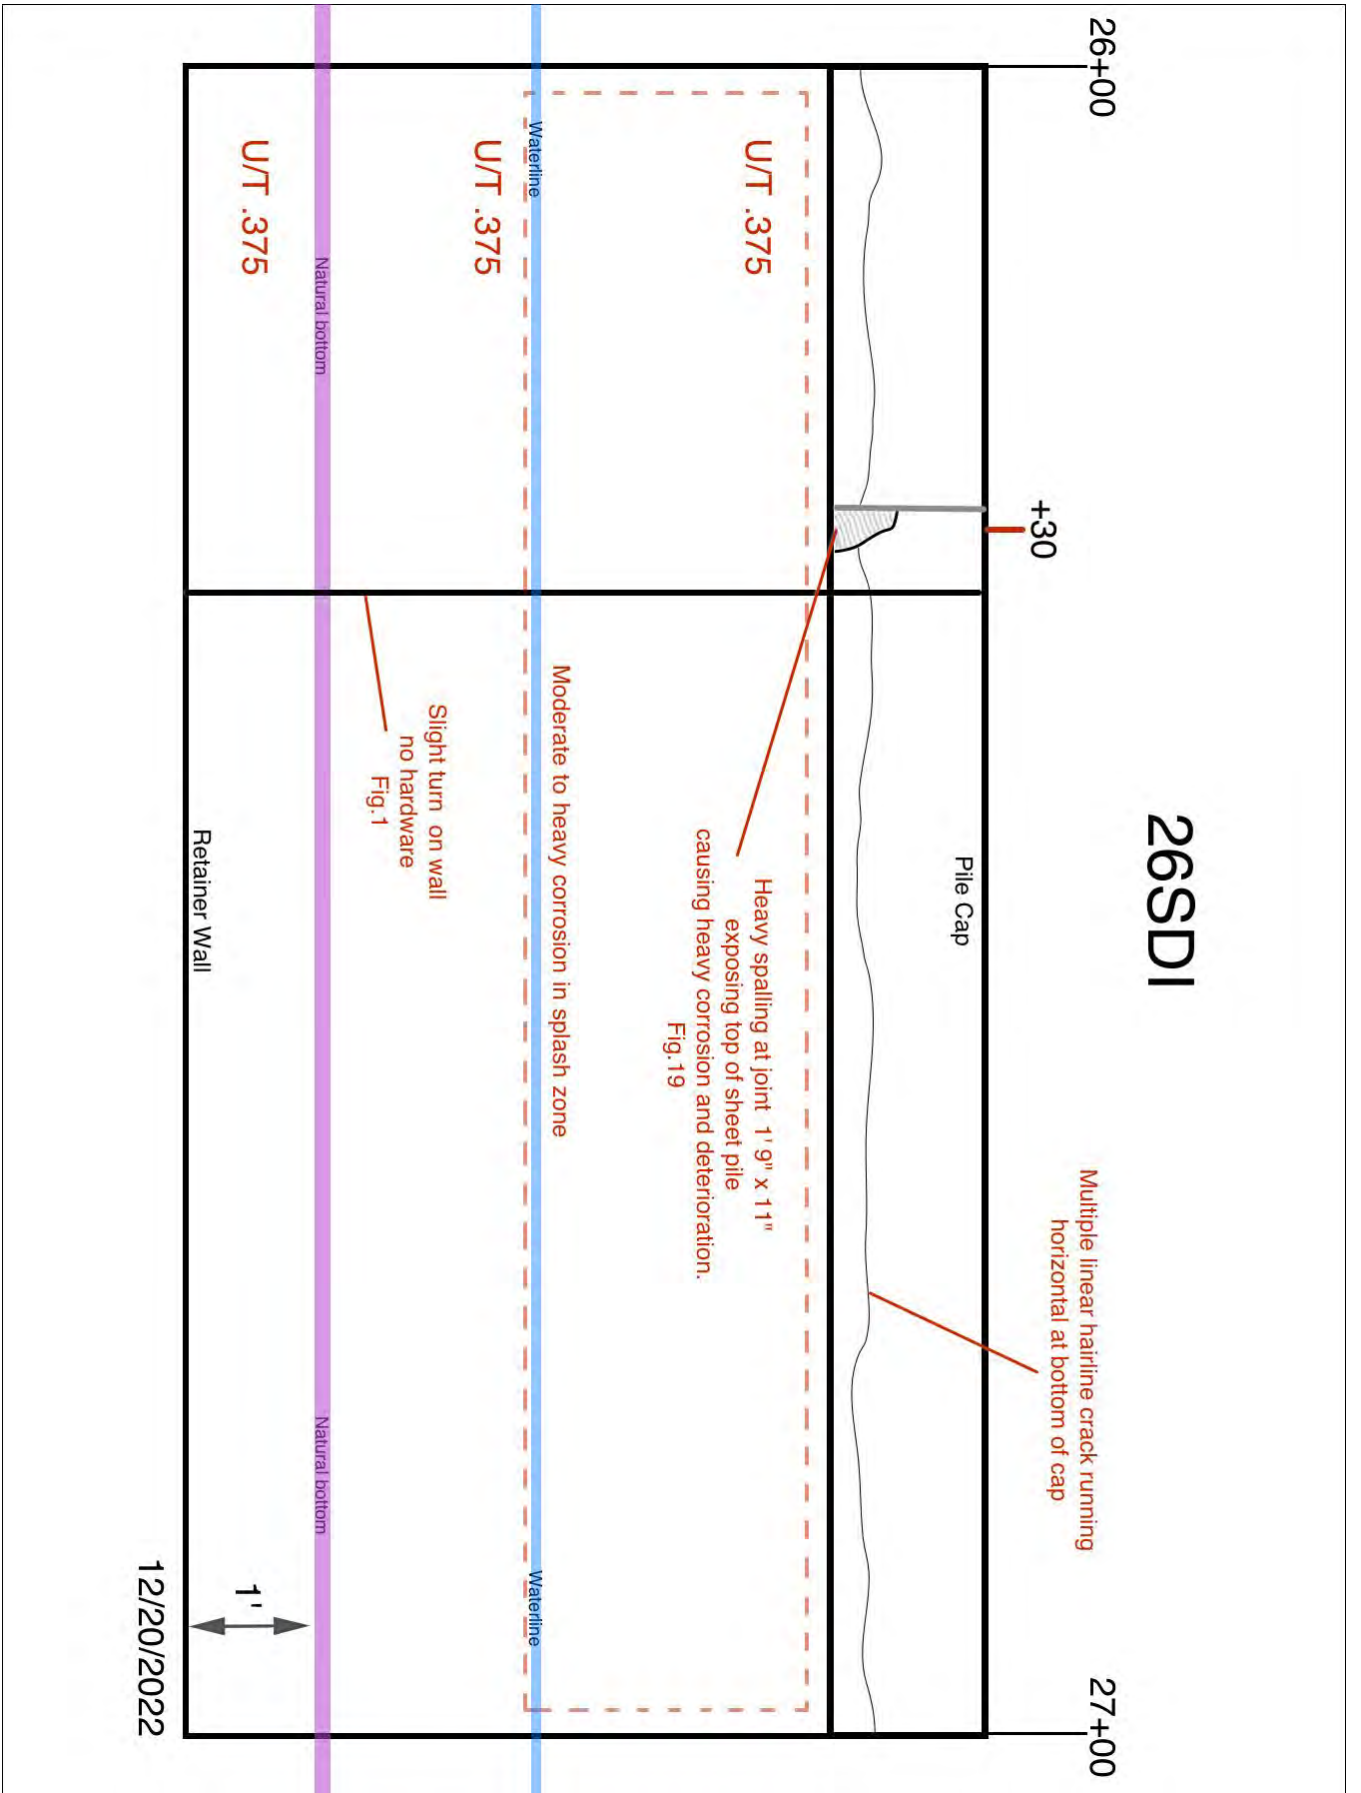 26SDI
26+00
+30
27+00
Multiple linear hairline crack running
horizontal at bottom of cap
Pile Cap
U/T .375
Heavy spalling at joint 1' 9" x 11"
exposing top of sheet pile
causing heavy corrosion and deterioration.
Fig.19
Waterline
Moderate to heavy corrosion in splash zone
Waterline
U/T .375
Slight turn on wall
no hardware
Fig.1
Natural bottom
Natural bottom
U/T .375
1'
Retainer Wall
12/20/2022